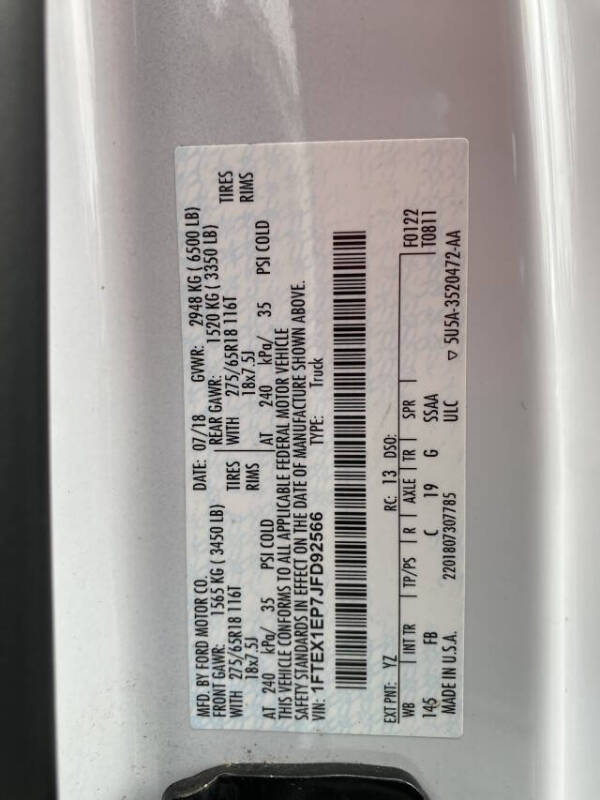 MFD. BY FORD MOTOR CO. DATE: 07/18 GVWR: 2948 KG ( 6500 LB)
FRONT GAWR: 1565 KG ( 3450 LB) REAR GAWR: 1520 KG ( 3350 LB)
WITH 275/65R18 116T TIRES WITH 275/65R18 116T TIRES
18x7.5J RIMS 18x7.5J RIMS
AT 240 kPa/ 35 PSI COLD AT 240 kPa/ 35 PSI COLD
THIS VEHICLE CONFORMS TO ALL APPLICABLE FEDERAL MOTOR VEHICLE
SAFETY STANDARDS IN EFFECT ON THE DATE OF MANUFACTURE SHOWN ABOVE.
VIN: 1FTEX1EP7JFD92566 TYPE: Truck
EXT PNT: YZ RC: 13 DSO: F0122
WB INT TR TP/PS R AXLE TR SPR T0811
145 FB C 19 G SSAA
MADE IN U.S.A. 2201807307785 ULC ▽ 5U5A-3520472-AA